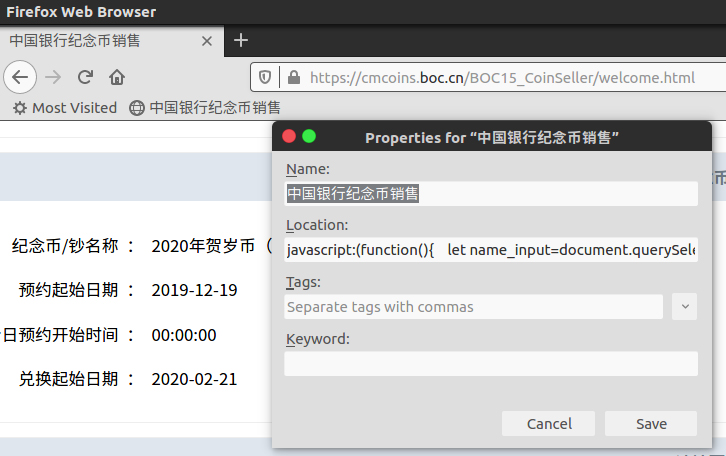 Firefox Web Browser
中国银行纪念币销售
https://cmcoins.boc.cn/BOC15_CoinSeller/welcome.html
Most Visited 中国银行纪念币销售
Properties for “中国银行纪念币销售”
Name:
中国银行纪念币销售
Location:
javascript:(function(){ let name_input=document.querySele
Tags:
Separate tags with commas
Keyword:
Cancel Save
纪念币/钞名称 ： 2020年贺岁币（
预约起始日期 ： 2019-12-19
日预约开始时间 ： 00:00:00
兑换起始日期 ： 2020-02-21
币